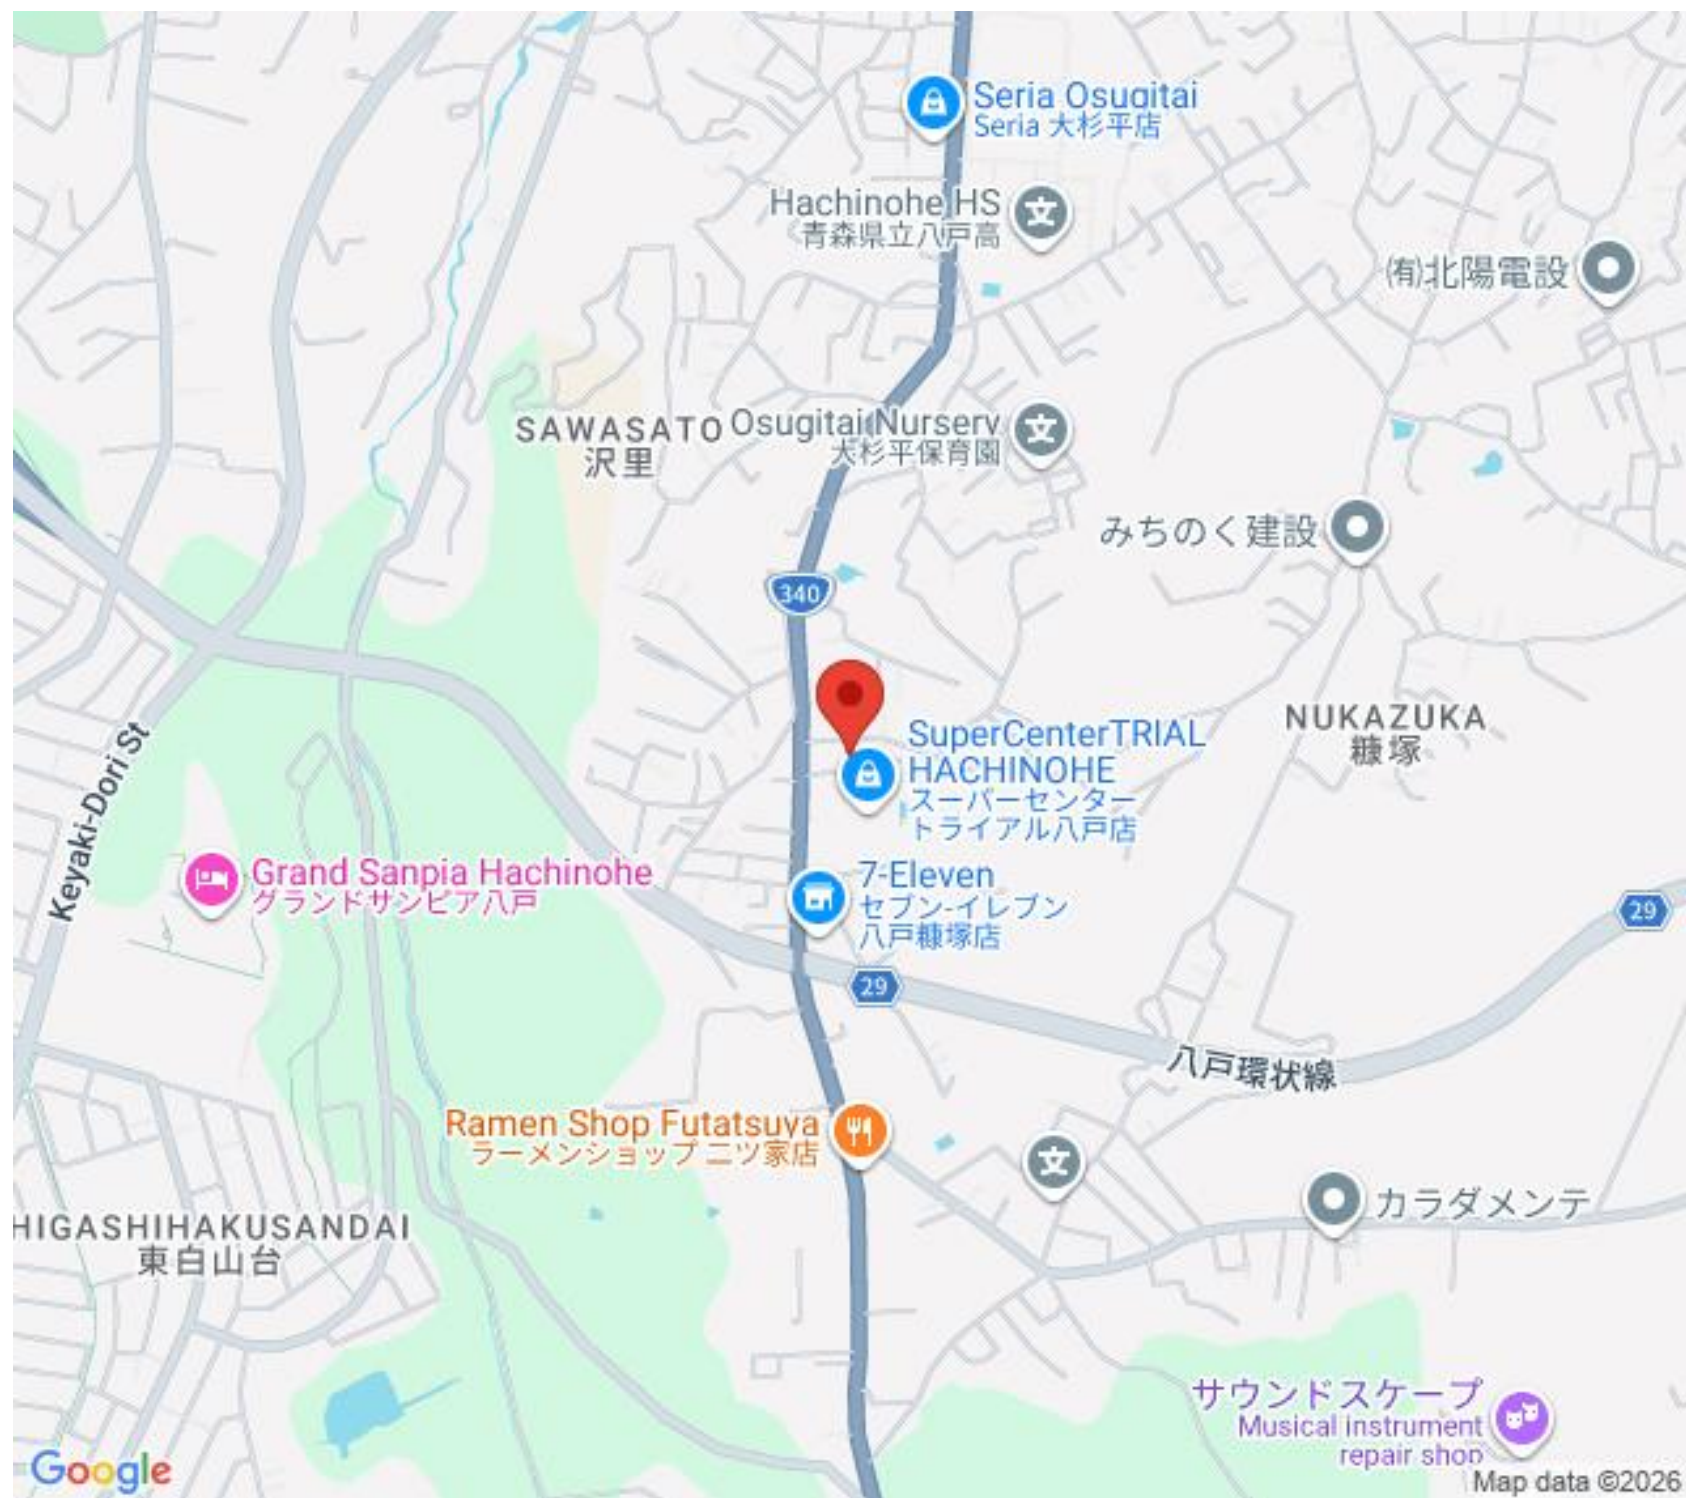 Seria Osugitai
Seria 大杉平店
Hachinohe HS
青森県立八戸高
㈲北陽電設
SAWASATO
沢里
Osugitai Nursery
大杉平保育園
みちのく建設
340
NUKAZUKA
糠塚
SuperCenterTRIAL
HACHINOHE
スーパーセンター
トライアル八戸店
Keyaki-Dori St
Grand Sanpia Hachinohe
グランドサンピア八戸
7-Eleven
セブン-イレブン
八戸糠塚店
29
29
八戸環状線
Ramen Shop Futatsuya
ラーメンショップ 二ツ家店
文
文
文
カラダメンテ
HIGASHIHAKUSANDAI
東白山台
サウンドスケープ
Musical instrument
repair shop
Google
Map data ©2026